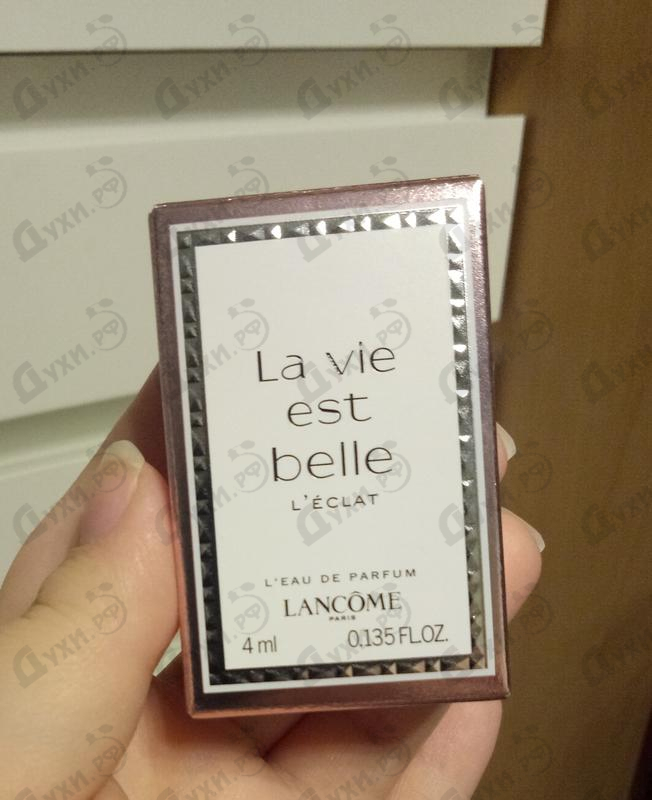 La vie
est
belle
L'ÉCLAT
L'EAU DE PARFUM
LANCÔME
PARIS
4 ml 0,135 FL.OZ.
Духи.РФ